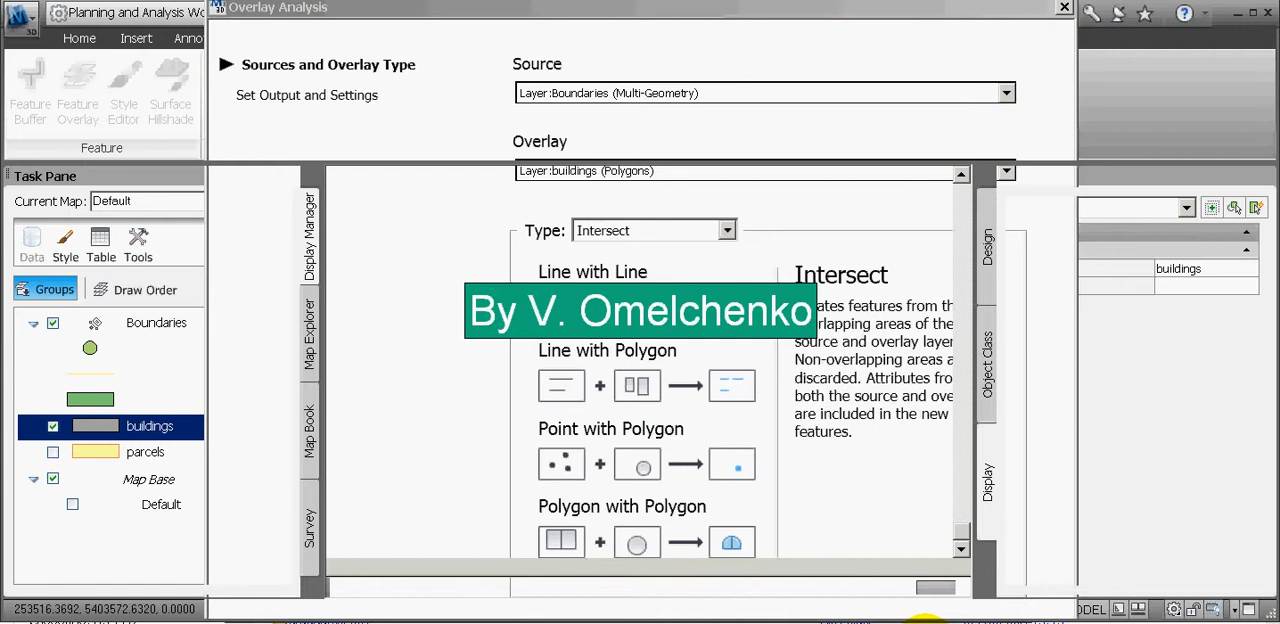 Planning and Analysis Wo
Overlay Analysis
Home
Insert
Anno
Feature Buffer
Feature Overlay
Style Editor
Surface Hillshade
Feature
Sources and Overlay Type
Set Output and Settings
Source
Layer:Boundaries (Multi-Geometry)
Overlay
Layer:buildings (Polygons)
Task Pane
Current Map:
Default
Data
Style
Table
Tools
Groups
Draw Order
Boundaries
buildings
parcels
Map Base
Default
Display Manager
Map Explorer
Map Book
Survey
Type:
Intersect
Line with Line
By V. Omelchenko
Line with Polygon
Point with Polygon
Polygon with Polygon
Intersect
ates features from th
rlapping areas of the
source and overlay layer
Non-overlapping areas a
discarded. Attributes fro
both the source and ove
are included in the new
features.
Design
Object Class
Display
buildings
253516.3692, 5403572.6320, 0.0000
ODEL
3D